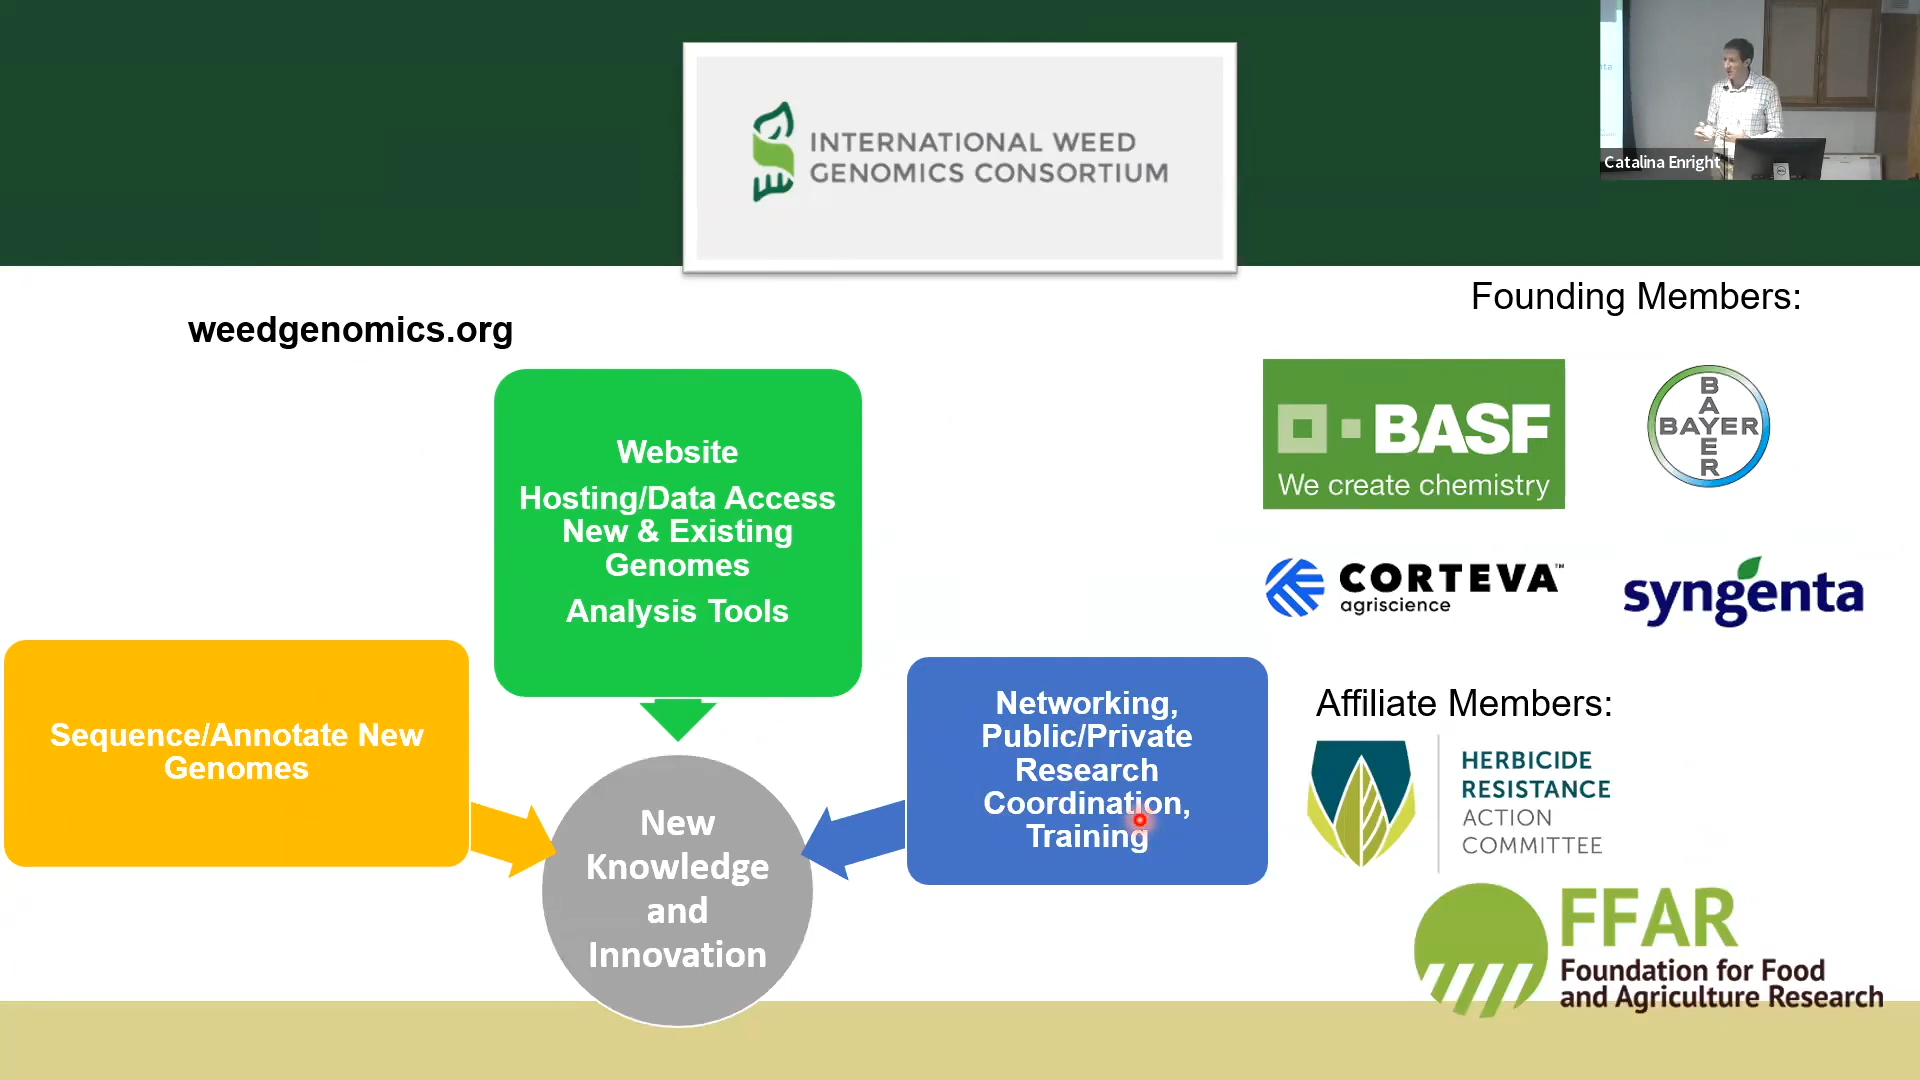 INTERNATIONAL WEED
GENOMICS CONSORTIUM
Catalina Enright
weedgenomics.org
Website
Hosting/Data Access
New & Existing
Genomes
Analysis Tools
Sequence/Annotate New
Genomes
Networking,
Public/Private
Research
Coordination,
Training
New
Knowledge
and
Innovation
Founding Members:
BASF
We create chemistry
BAYER
BAYER
CORTEVA™
agriscience
syngenta
Affiliate Members:
HERBICIDE
RESISTANCE
ACTION
COMMITTEE
FFAR
Foundation for Food
and Agriculture Research